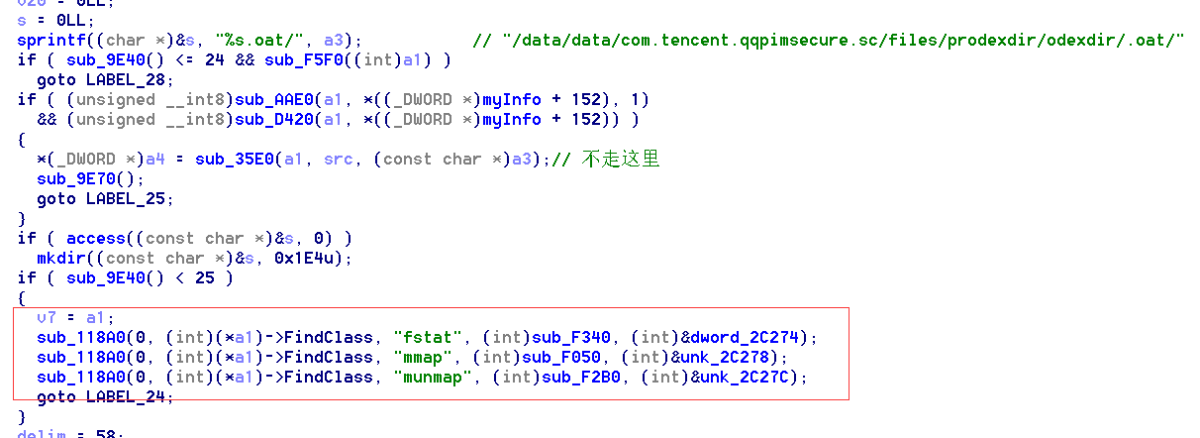 v20 = 0LL;
s = 0LL;
sprintf((char *)&s, "%s.oat/", a3);             // "/data/data/com.tencent.qqpimsecure.sc/files/prodexdir/odexdir/.oat/"
if ( sub_9E40() <= 24 && sub_F5F0((int)a1) )
  goto LABEL_28;
if ( (unsigned __int8)sub_AAE0(a1, *((_DWORD *)myInfo + 152), 1)
  && (unsigned __int8)sub_D420(a1, *((_DWORD *)myInfo + 152)) )
{
  *(_DWORD *)a4 = sub_35E0(a1, src, (const char *)a3);// 不走这里
  sub_9E70();
  goto LABEL_25;
}
if ( access((const char *)&s, 0) )
  mkdir((const char *)&s, 0x1E4u);
if ( sub_9E40() < 25 )
{
  v7 = a1;
  sub_118A0(0, (int)(*a1)->FindClass, "fstat", (int)sub_F340, (int)&dword_2C274);
  sub_118A0(0, (int)(*a1)->FindClass, "mmap", (int)sub_F050, (int)&unk_2C278);
  sub_118A0(0, (int)(*a1)->FindClass, "munmap", (int)sub_F2B0, (int)&unk_2C27C);
  goto LABEL_24;
}
delim = 58;